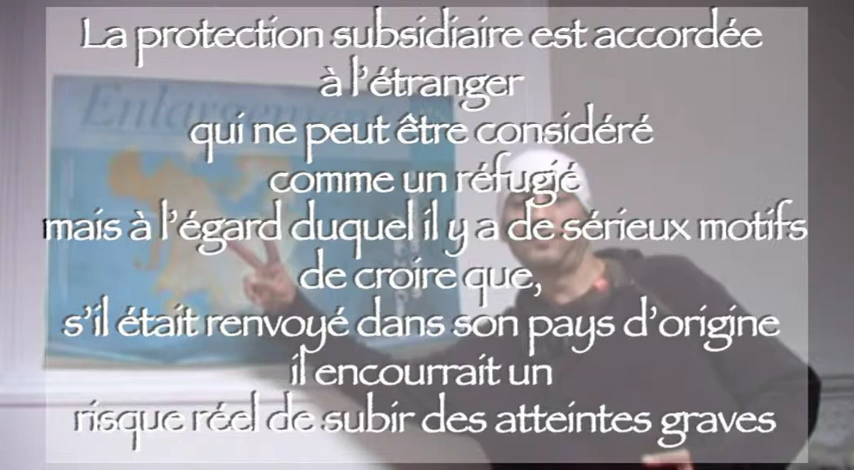 La protection subsidiaire est accordée
à l'étranger
qui ne peut être considéré
comme un réfugié
mais à l'égard duquel il y a de sérieux motifs
de croire que,
s'il était renvoyé dans son pays d'origine
il encourrait un
risque réel de subir des atteintes graves
Enlargement